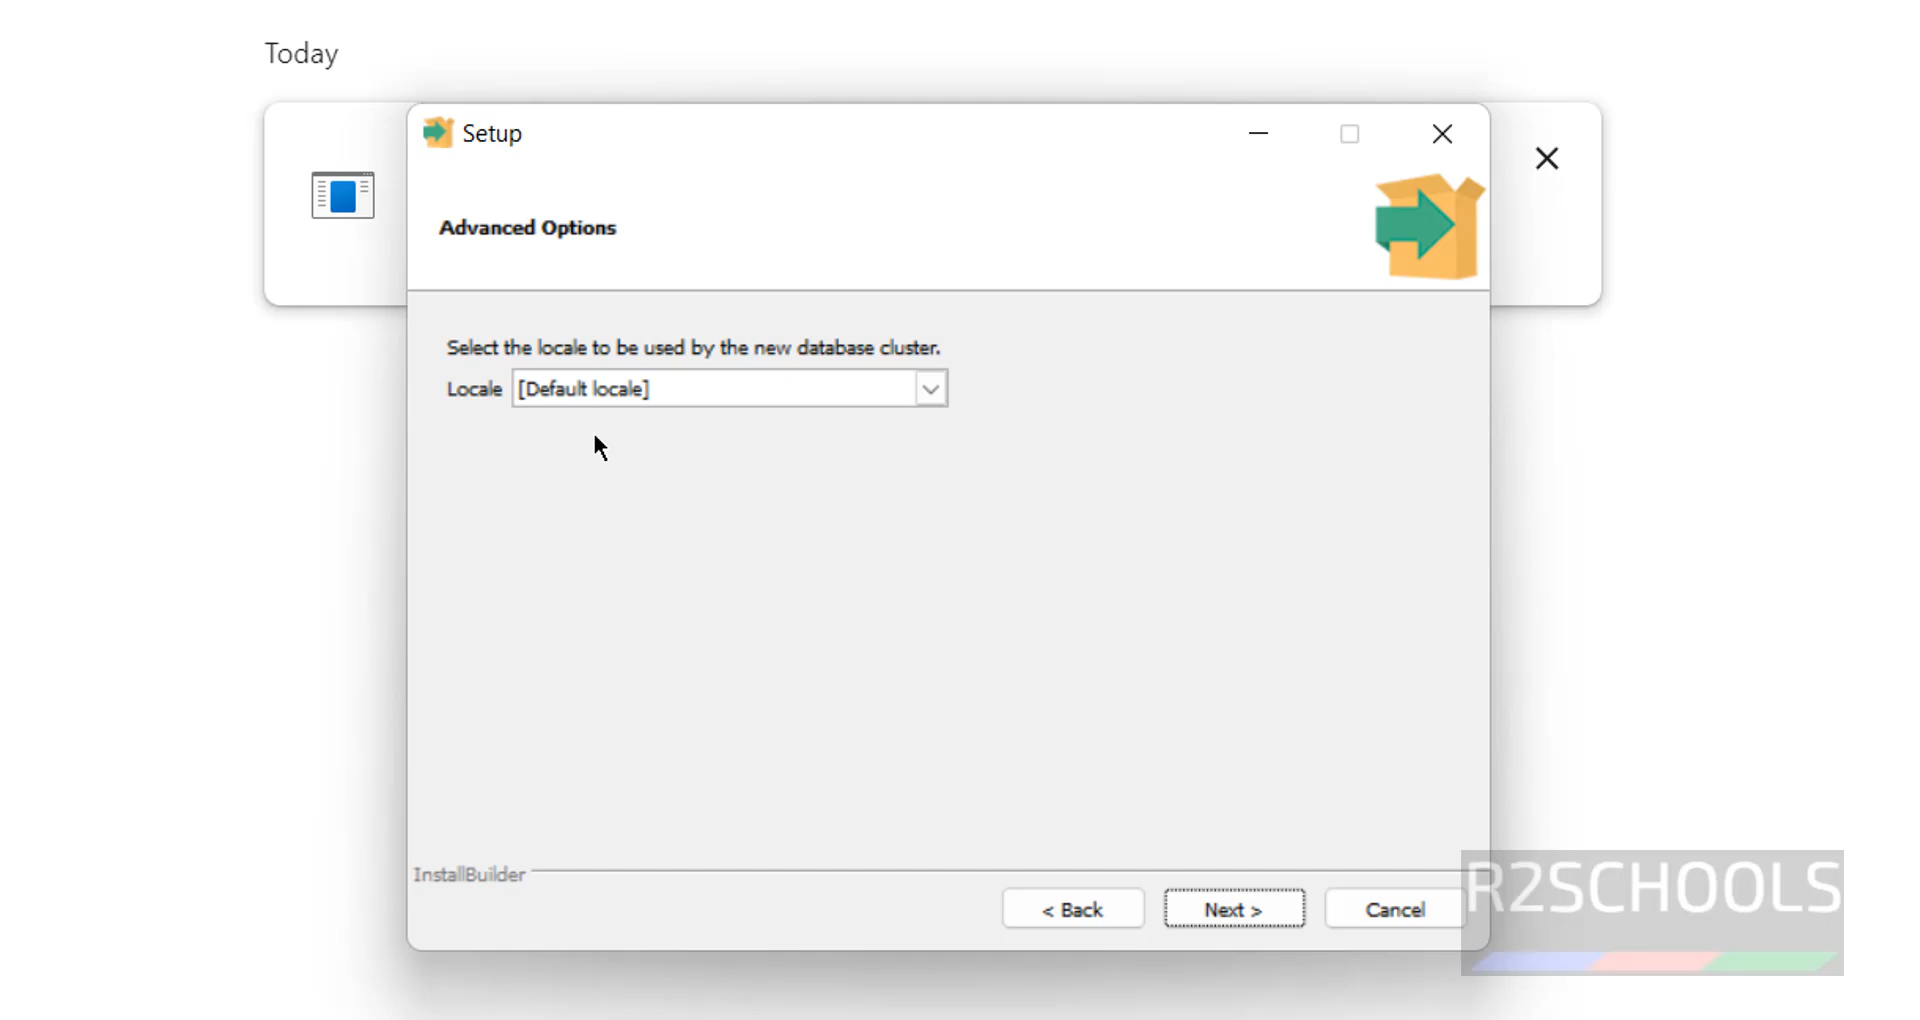 Today
Setup
Advanced Options
Select the locale to be used by the new database cluster.
Locale [Default locale]
InstallBuilder
< Back Next > Cancel
R2SCHOOLS